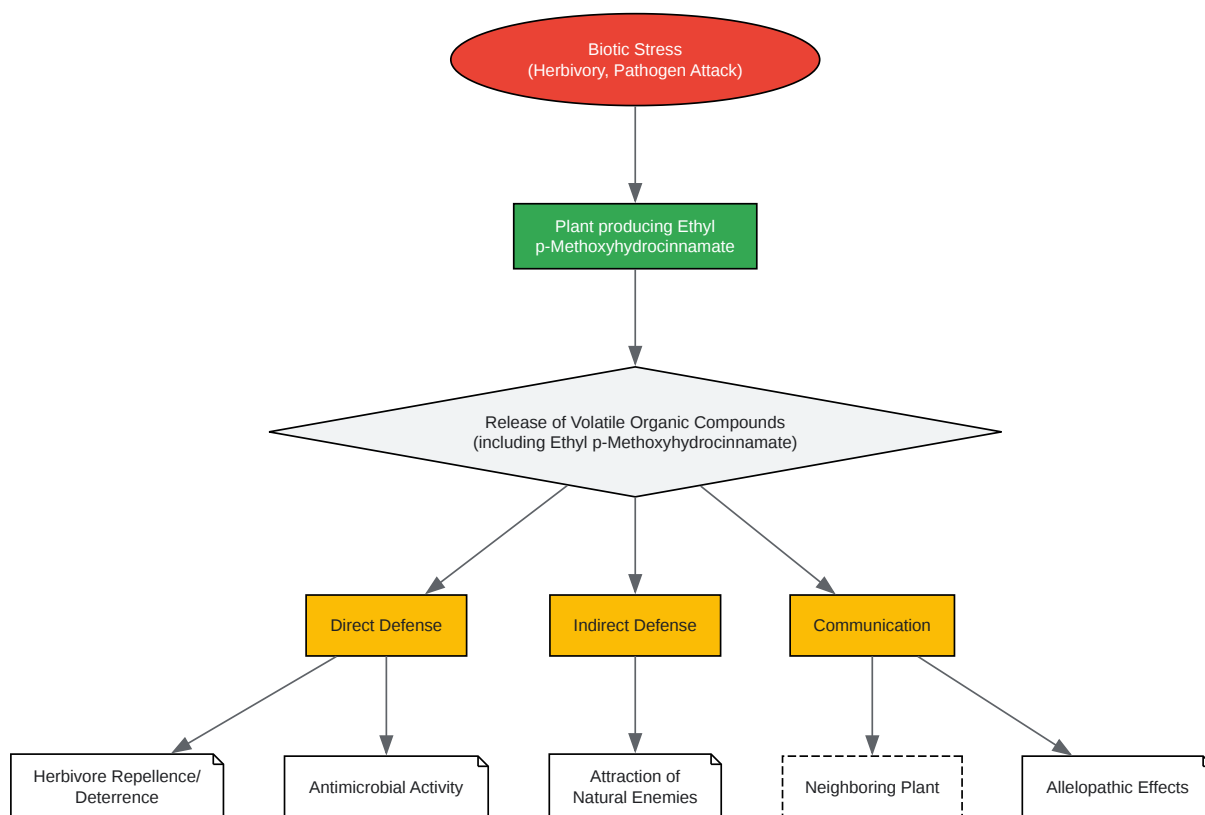 Biotic Stress
(Herbivory, Pathogen Attack)
Plant producing Ethyl
p-Methoxyhydrocinnamate
Release of Volatile Organic Compounds
(including Ethyl p-Methoxyhydrocinnamate)
Direct Defense
Indirect Defense
Communication
Herbivore Repellence/
Deterrence
Antimicrobial Activity
Attraction of
Natural Enemies
Neighboring Plant
Allelopathic Effects